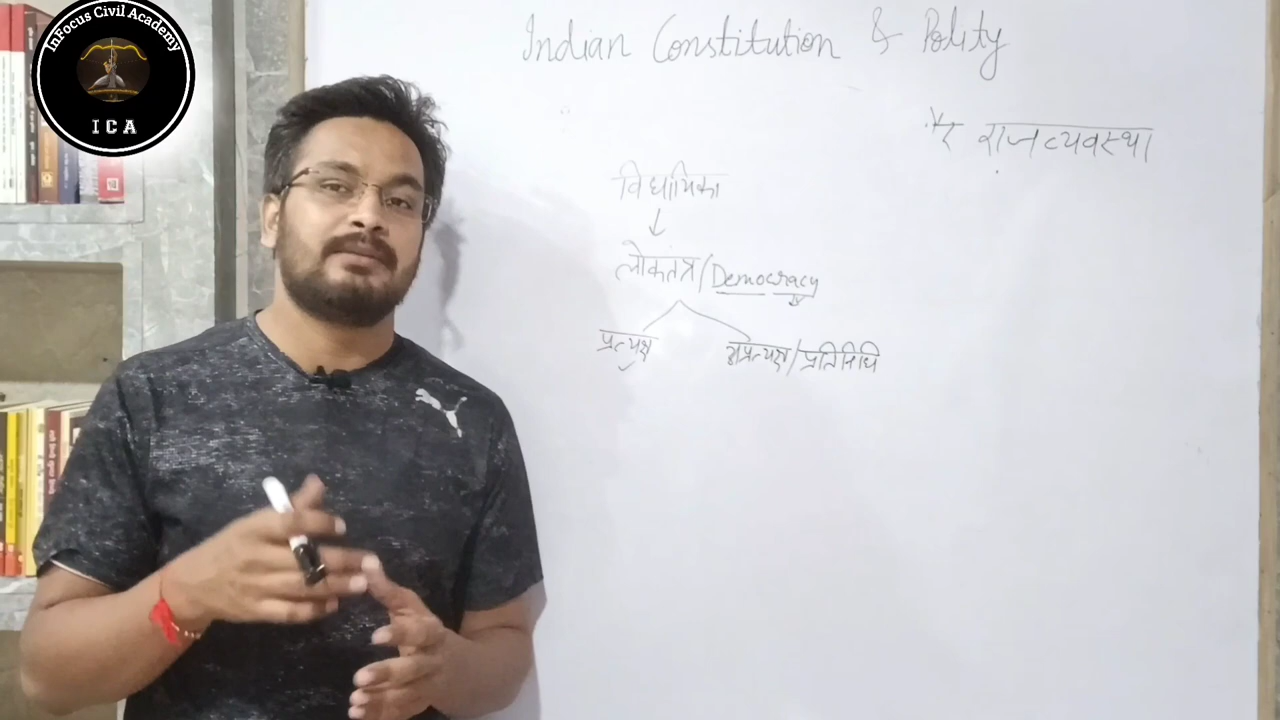 InFocus Civil Academy
ICA
Indian Constitution & Polity
* राजव्यवस्था
विधायिका
↓
लोकतंत्र/Democracy
प्रत्यक्ष अप्रत्यक्ष/प्रतिनिधि